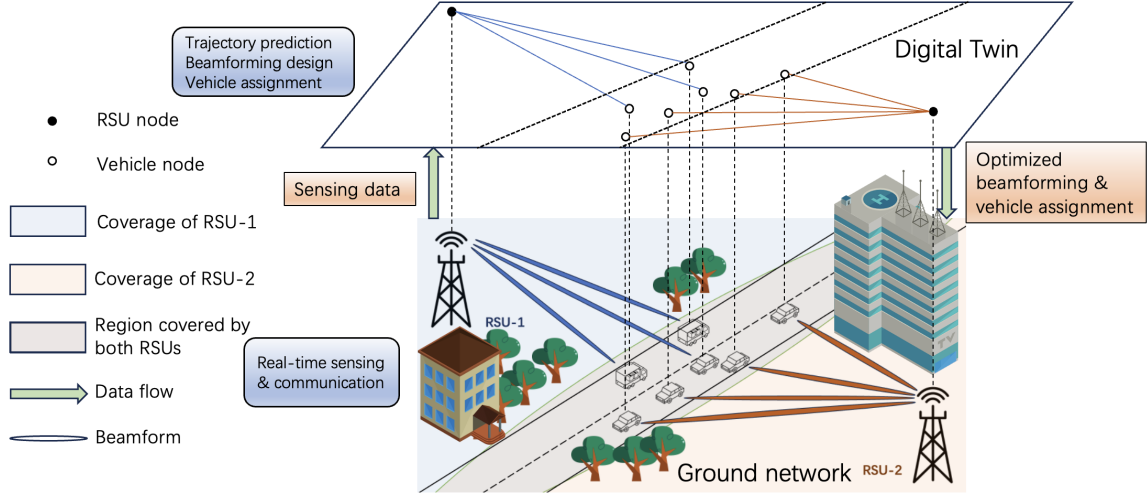 Trajectory prediction
Beamforming design
Vehicle assignment
Digital Twin
RSU node
Vehicle node
Sensing data
Optimized
beamforming &
vehicle assignment
Coverage of RSU-1
Coverage of RSU-2
Region covered by
both RSUs
Data flow
Beamform
Real-time sensing
& communication
RSU-1
H
TV
Ground network
RSU-2